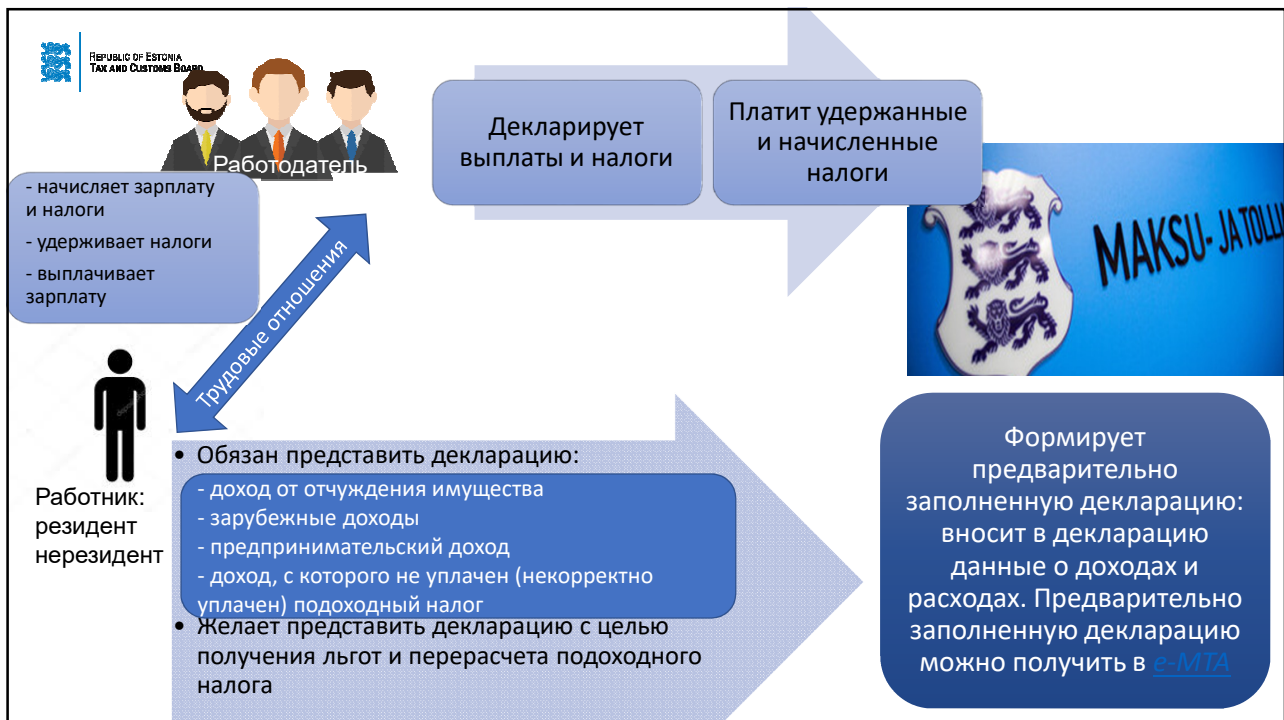 REPUBLIC OF ESTONIA
TAX AND CUSTOMS BOARD
Работодатель
- начисляет зарплату
и налоги
- удерживает налоги
- выплачивает
зарплату
Декларирует
выплаты и налоги
Платит удержанные
и начисленные
налоги
MAKSU- JA TOLLI
Трудовые отношения
Работник:
резидент
нерезидент
• Обязан представить декларацию:
- доход от отчуждения имущества
- зарубежные доходы
- предпринимательский доход
- доход, с которого не уплачен (некорректно
уплачен) подоходный налог
• Желает представить декларацию с целью
получения льгот и перерасчета подоходного
налога
Формирует
предварительно
заполненную декларацию:
вносит в декларацию
данные о доходах и
расходах. Предварительно
заполненную декларацию
можно получить в e-MTA